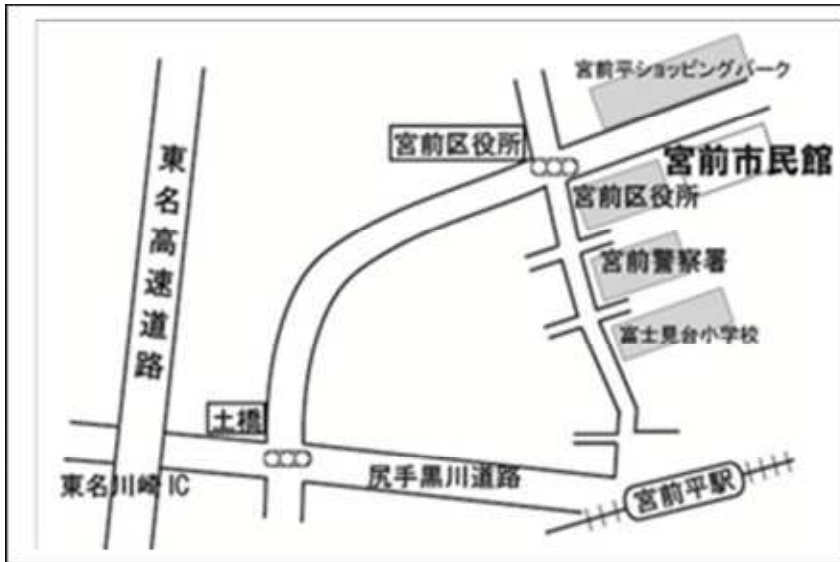 宮前平ショッピングパーク
宮前区役所
宮前市民館
宮前区役所
宮前警察署
富士見台小学校
東名高速道路
土橋
東名川崎IC
尻手黒川道路
宮前平駅